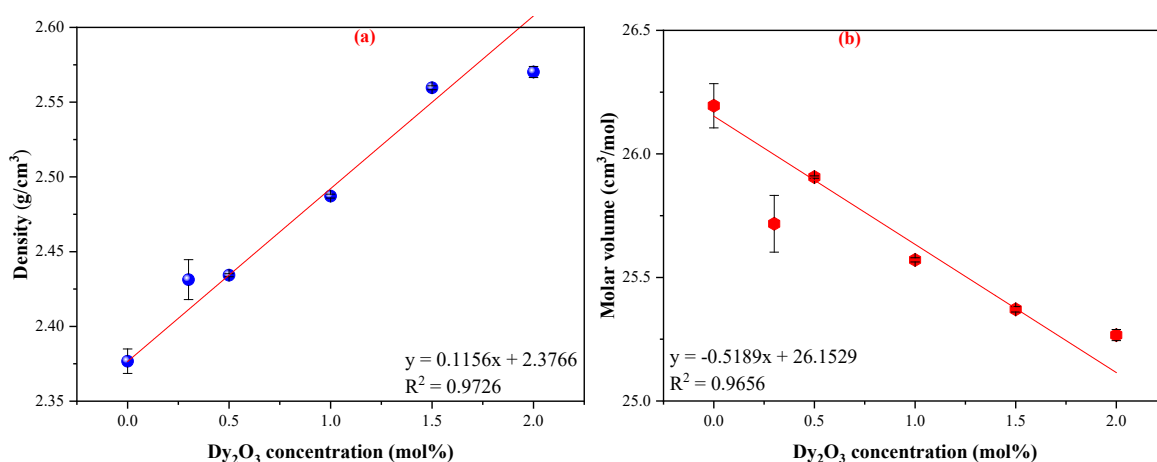 (a)
Density (g/cm³)
2.60
2.55
2.50
2.45
2.40
2.35
y = 0.1156x + 2.3766
R² = 0.9726
0.0 0.5 1.0 1.5 2.0
Dy₂O₃ concentration (mol%)
(b)
Molar volume (cm³/mol)
26.5
26.0
25.5
25.0
y = -0.5189x + 26.1529
R² = 0.9656
0.0 0.5 1.0 1.5 2.0
Dy₂O₃ concentration (mol%)